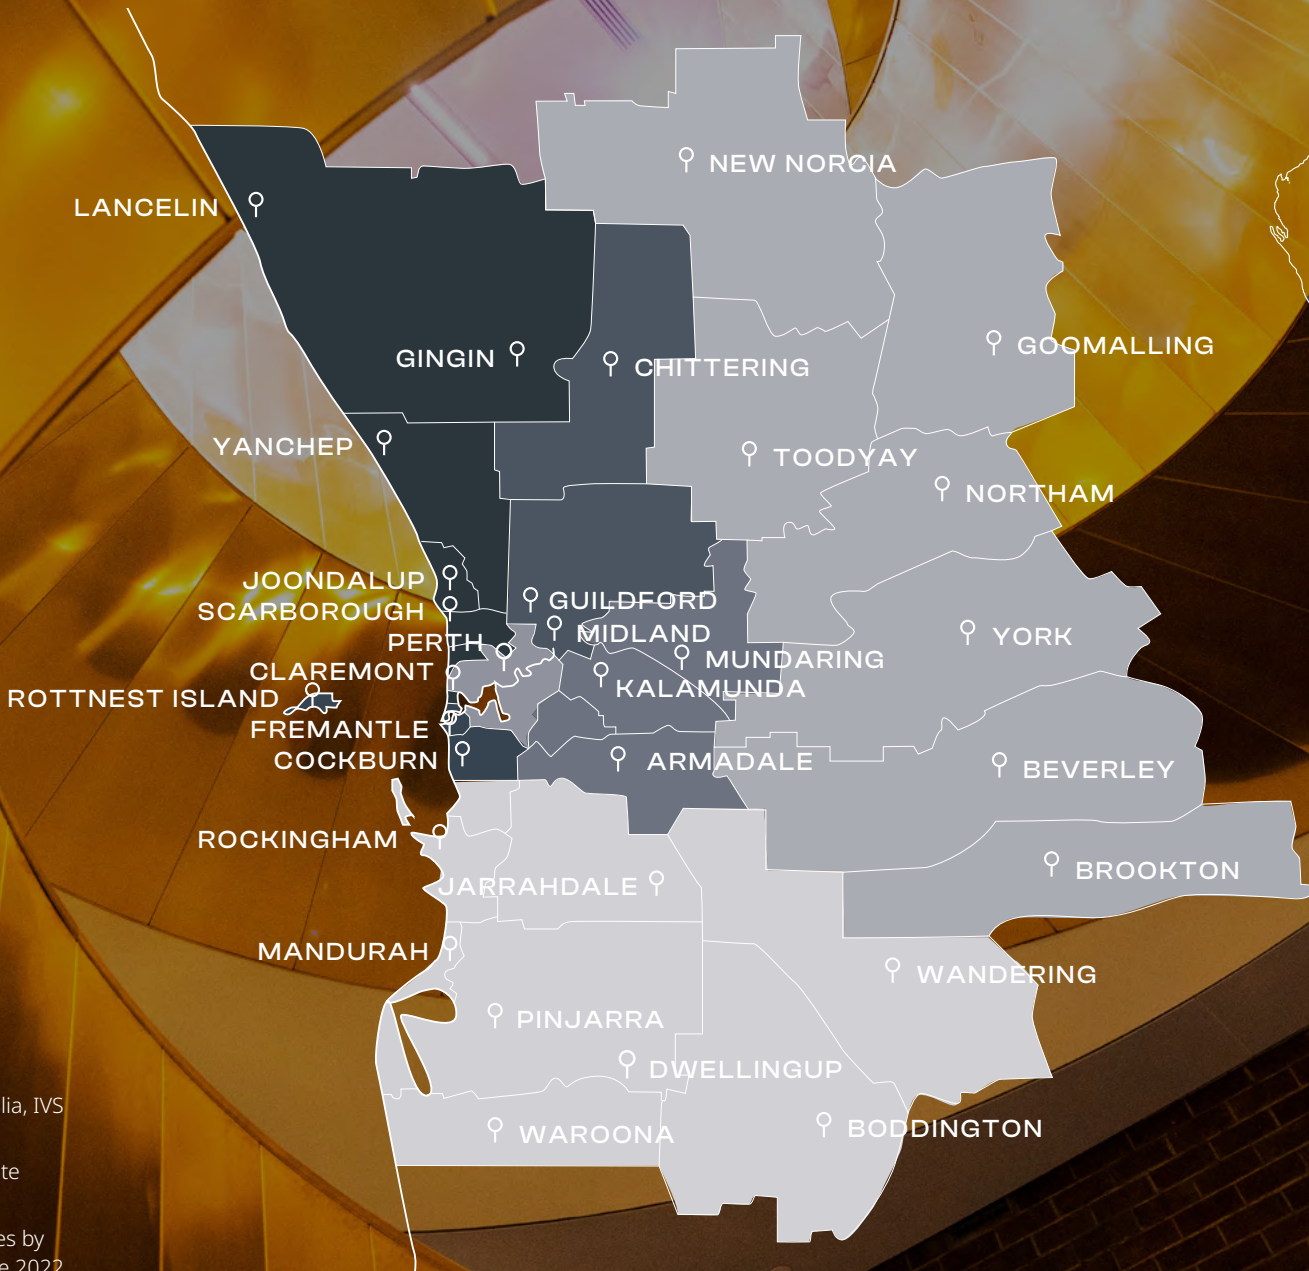 NEW NORCIA
LANCELIN
GINGIN
CHITTERING
GOOMALLING
YANCHEP
TOODYAY
NORTHAM
JOONDALUP
SCARBOROUGH
GUILDFORD
PERTH
MIDLAND
YORK
CLAREMONT
MUNDARING
KALAMUNDA
ROTTNEST ISLAND
FREMANTLE
COCKBURN
ARMADALE
BEVERLEY
ROCKINGHAM
JARRAHDALE
BROOKTON
MANDURAH
WANDERING
PINJARRA
DWELLINGUP
WAROONA
BODDINGTON
lia, IVS
te
es by
e 2022